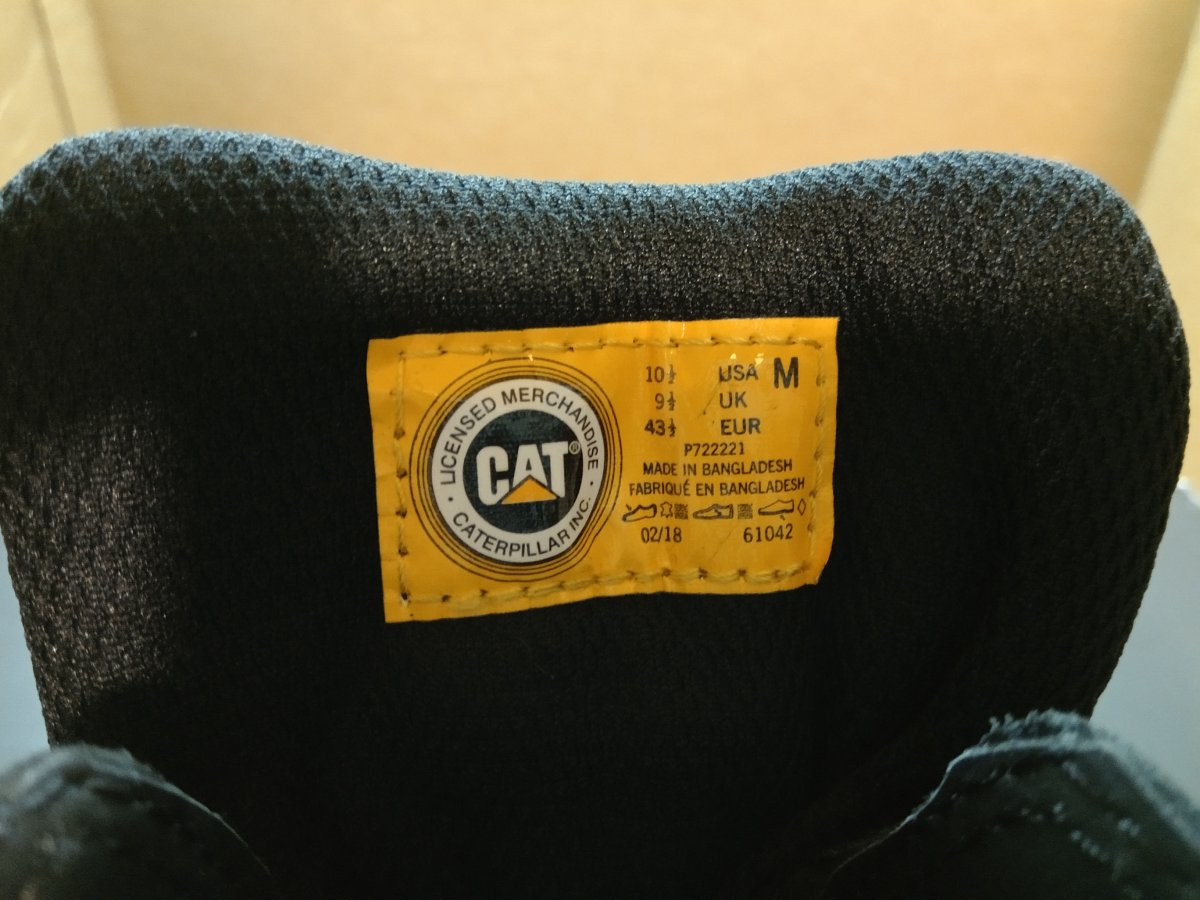 LICENSED MERCHANDISE
CAT®
· CATERPILLAR INC. ·
10½ USA M
9½ UK
43½ EUR
P722221
MADE IN BANGLADESH
FABRIQUÉ EN BANGLADESH
02/18 61042